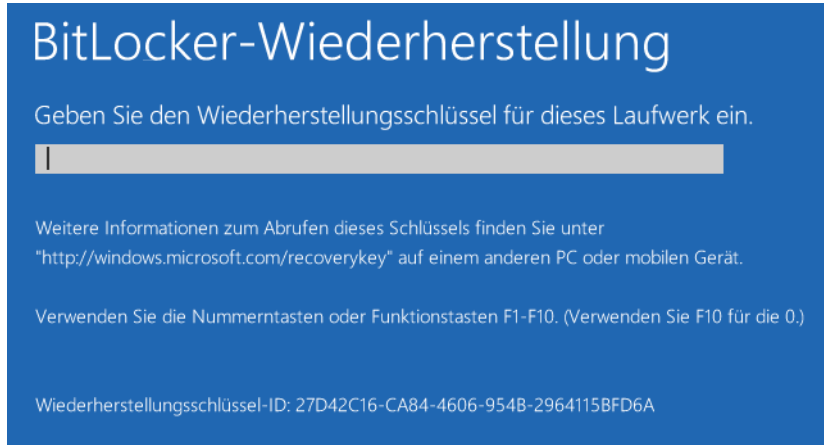 BitLocker-Wiederherstellung
Geben Sie den Wiederherstellungsschlüssel für dieses Laufwerk ein.
Weitere Informationen zum Abrufen dieses Schlüssels finden Sie unter
"http://windows.microsoft.com/recoverykey" auf einem anderen PC oder mobilen Gerät.
Verwenden Sie die Nummerntasten oder Funktionstasten F1-F10. (Verwenden Sie F10 für die 0.)
Wiederherstellungsschlüssel-ID: 27D42C16-CA84-4606-954B-2964115BFD6A